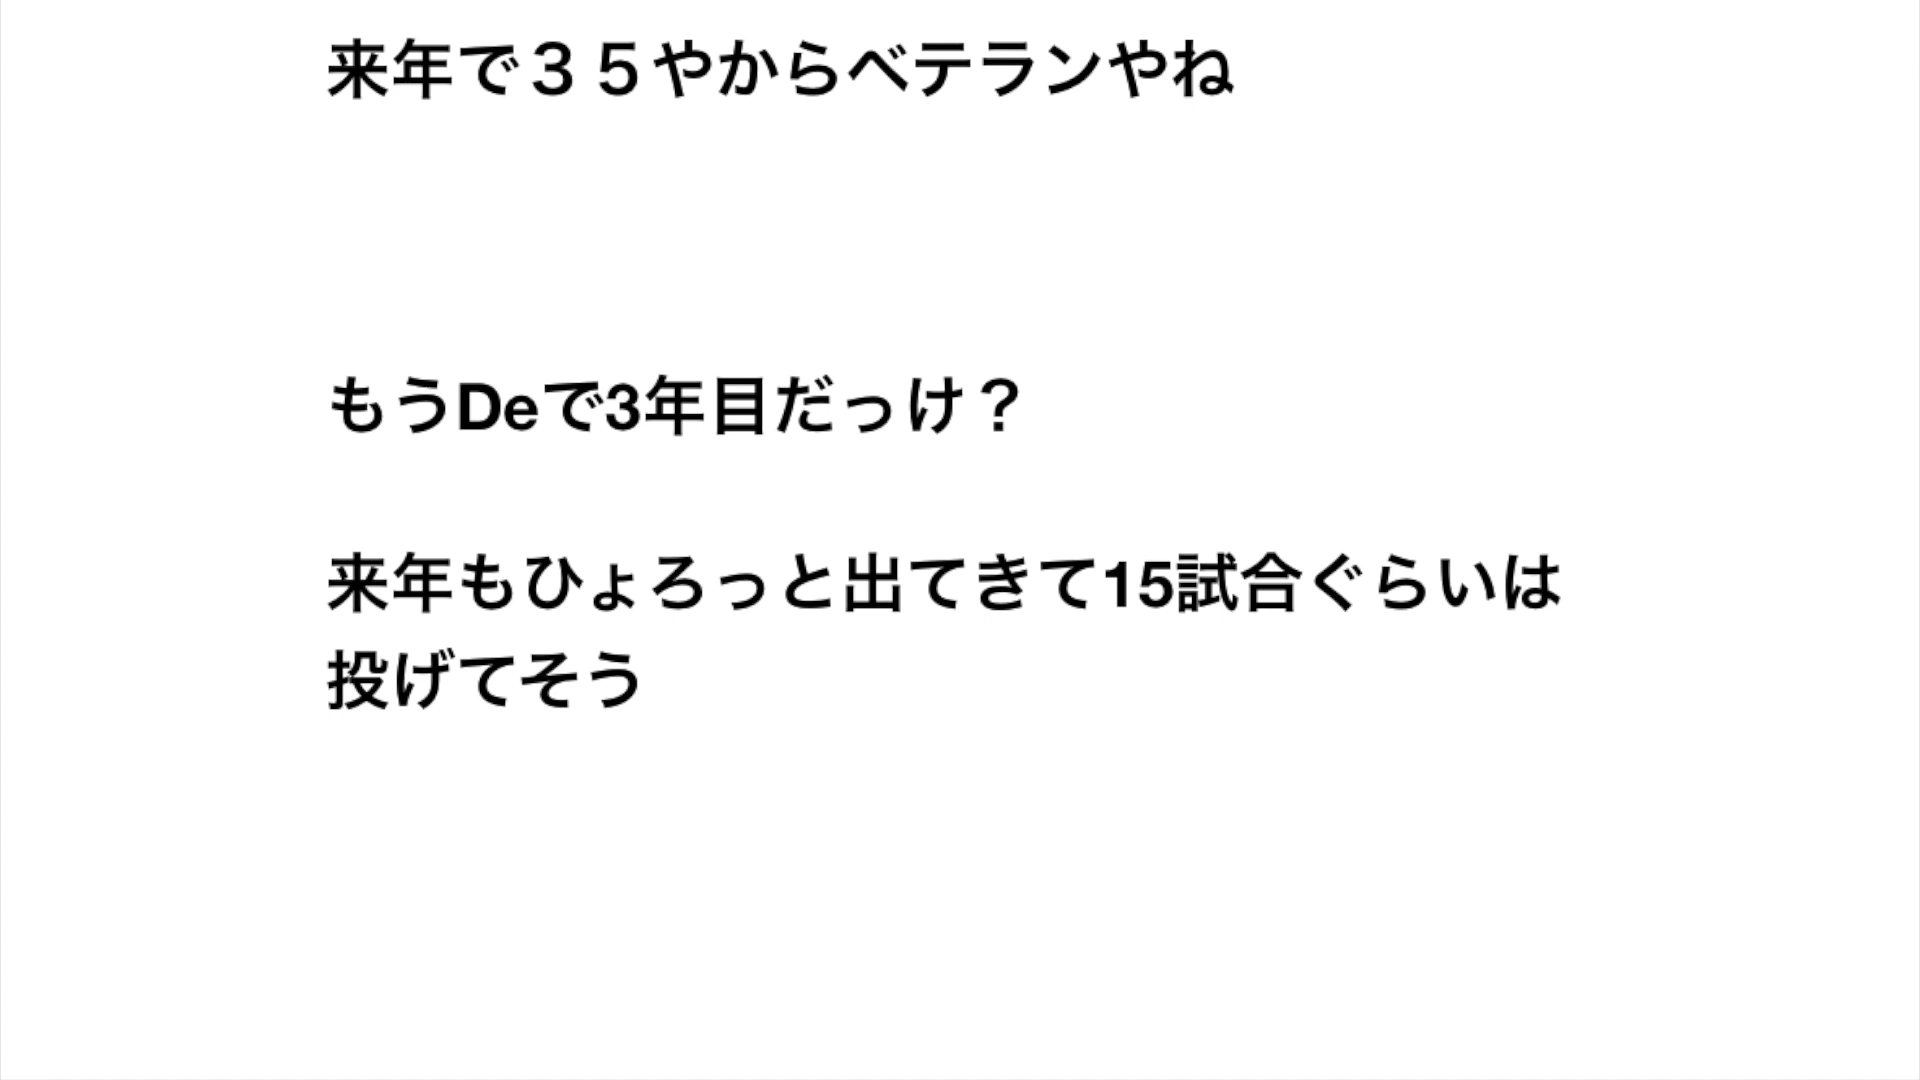 来年で３５やからベテランやね
もうDeで3年目だっけ？
来年もひょろっと出てきて15試合ぐらいは
投げてそう